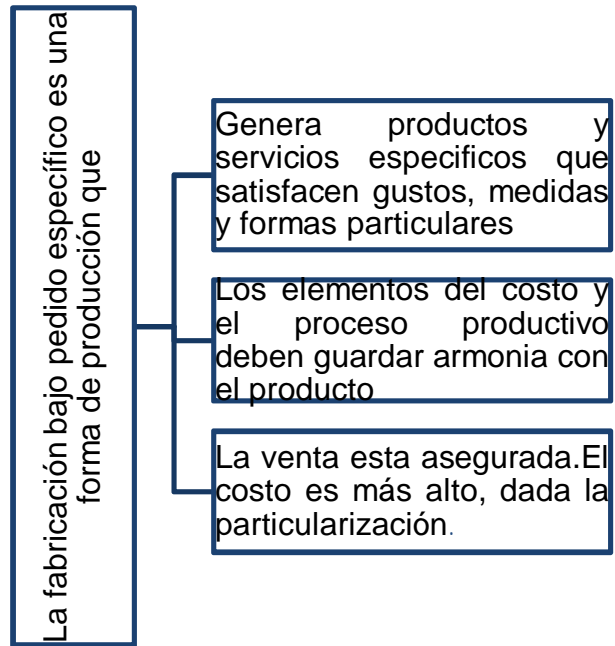 La fabricación bajo pedido específico es una
forma de producción que
Genera productos y
servicios especificos que
satisfacen gustos, medidas
y formas particulares
Los elementos del costo y
el proceso productivo
deben guardar armonia con
el producto
La venta esta asegurada.El
costo es más alto, dada la
particularización.